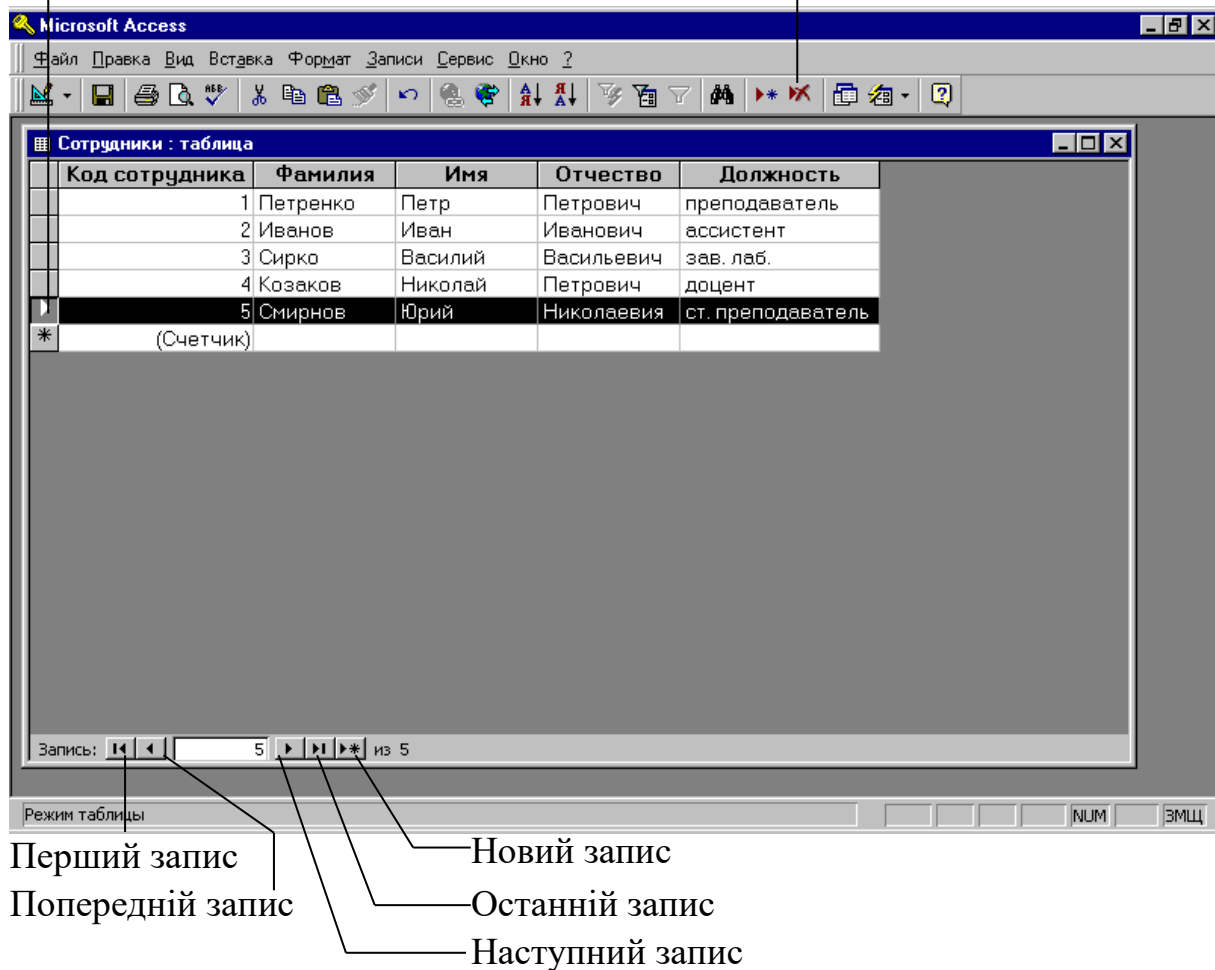 Microsoft Access
Файл Правка Вид Вставка Формат Записи Сервис Окно ?
Сотрудники : таблица
Код сотрудника Фамилия Имя Отчество Должность
1 Петренко Петр Петрович преподаватель
2 Иванов Иван Иванович ассистент
3 Сирко Василий Васильевич зав. лаб.
4 Козаков Николай Петрович доцент
5 Смирнов Юрий Николаевия ст. преподаватель
(Счетчик)
Запись: 5 из 5
Режим таблицы NUM ЗМЩ
Перший запис
Новий запис
Попередній запис
Останній запис
Наступний запис